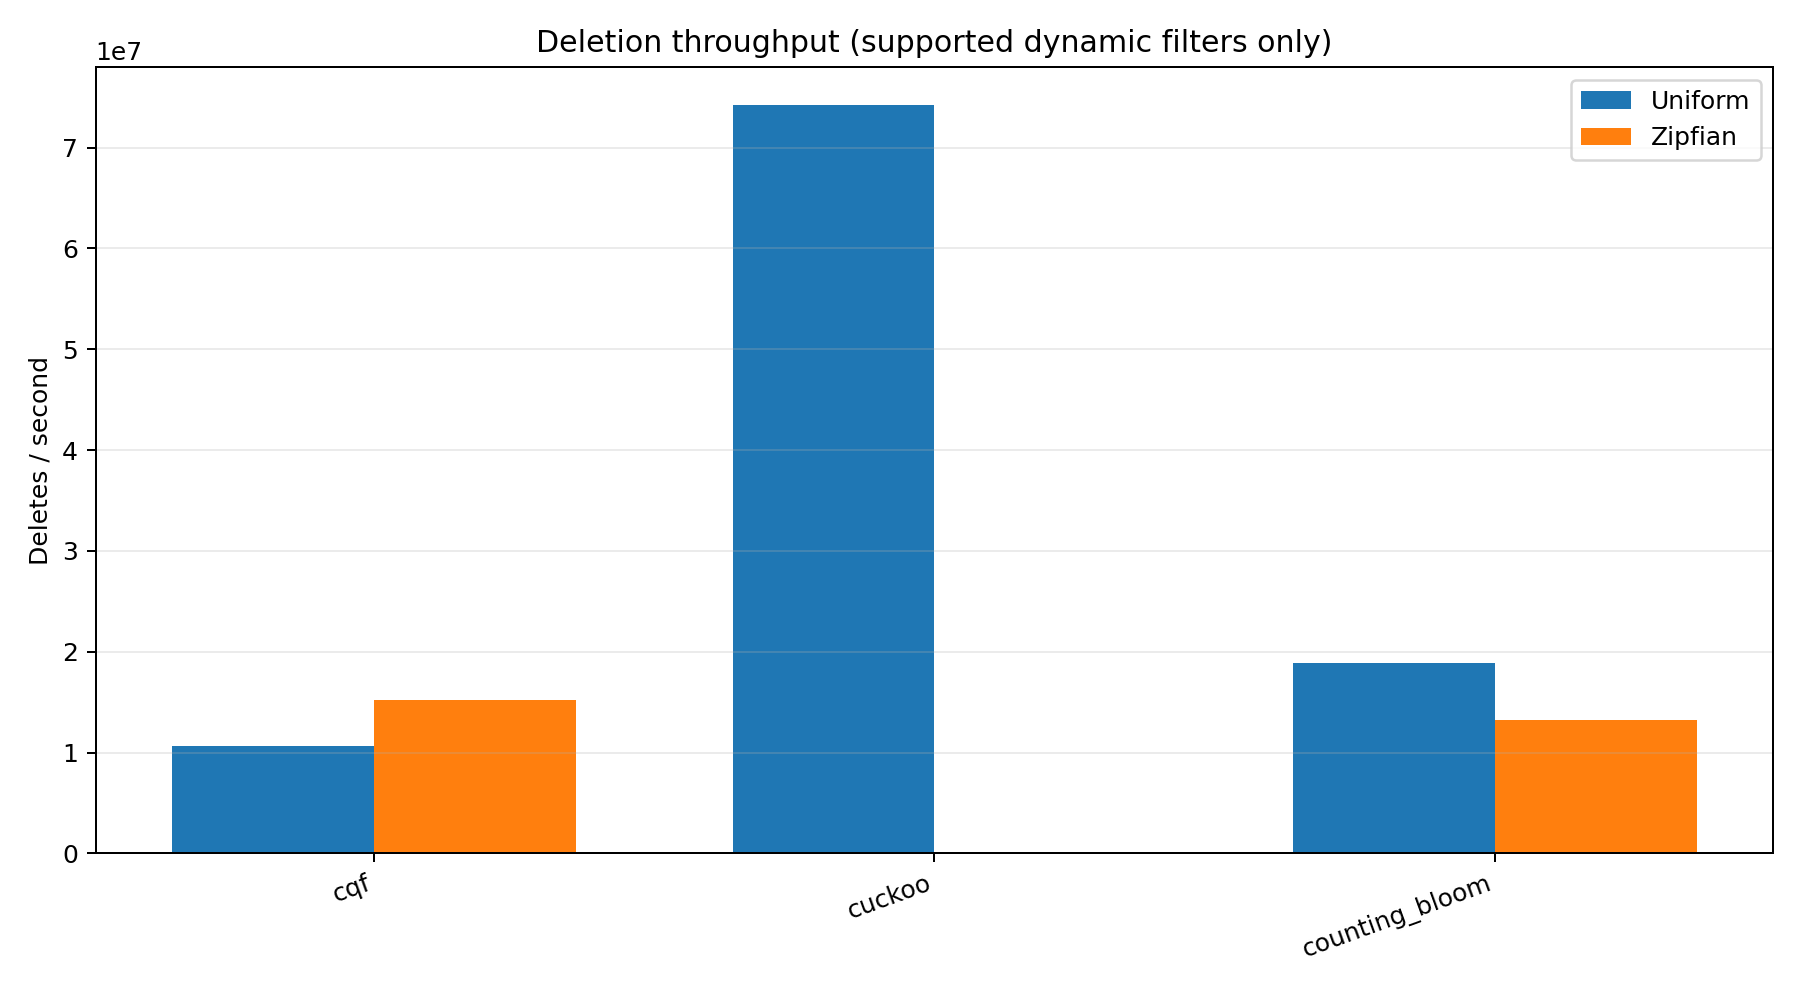 Deletion throughput (supported dynamic filters only)
1e7
Uniform
Zipfian
7
6
5
4
3
2
1
0
Deletes / second
cqf
cuckoo
counting_bloom